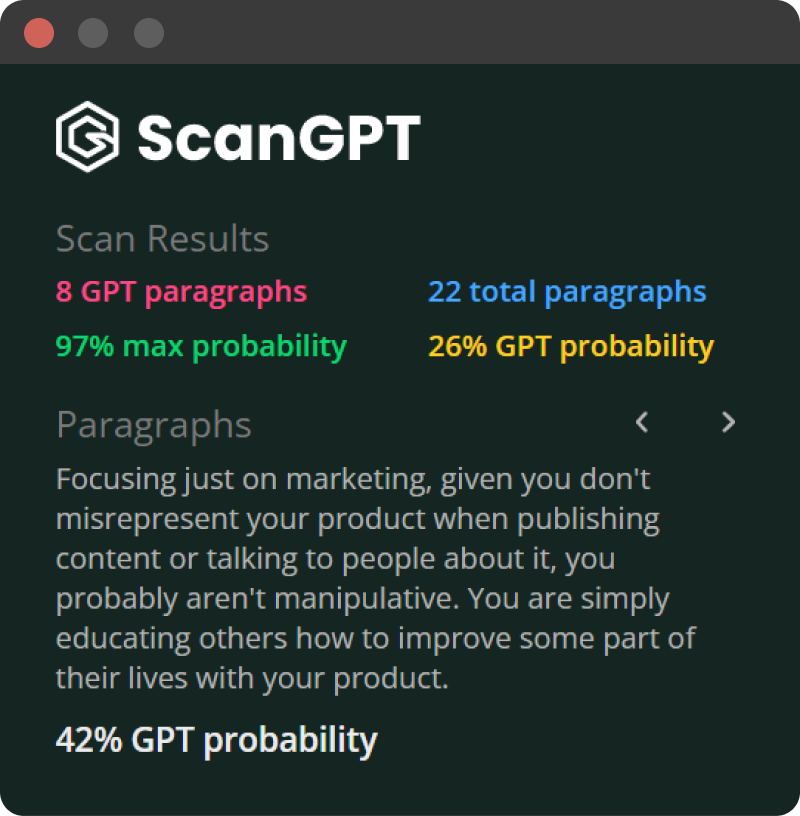 ScanGPT
Scan Results
8 GPT paragraphs
22 total paragraphs
97% max probability
26% GPT probability
Paragraphs
Focusing just on marketing, given you don't
misrepresent your product when publishing
content or talking to people about it, you
probably aren't manipulative. You are simply
educating others how to improve some part of
their lives with your product.
42% GPT probability